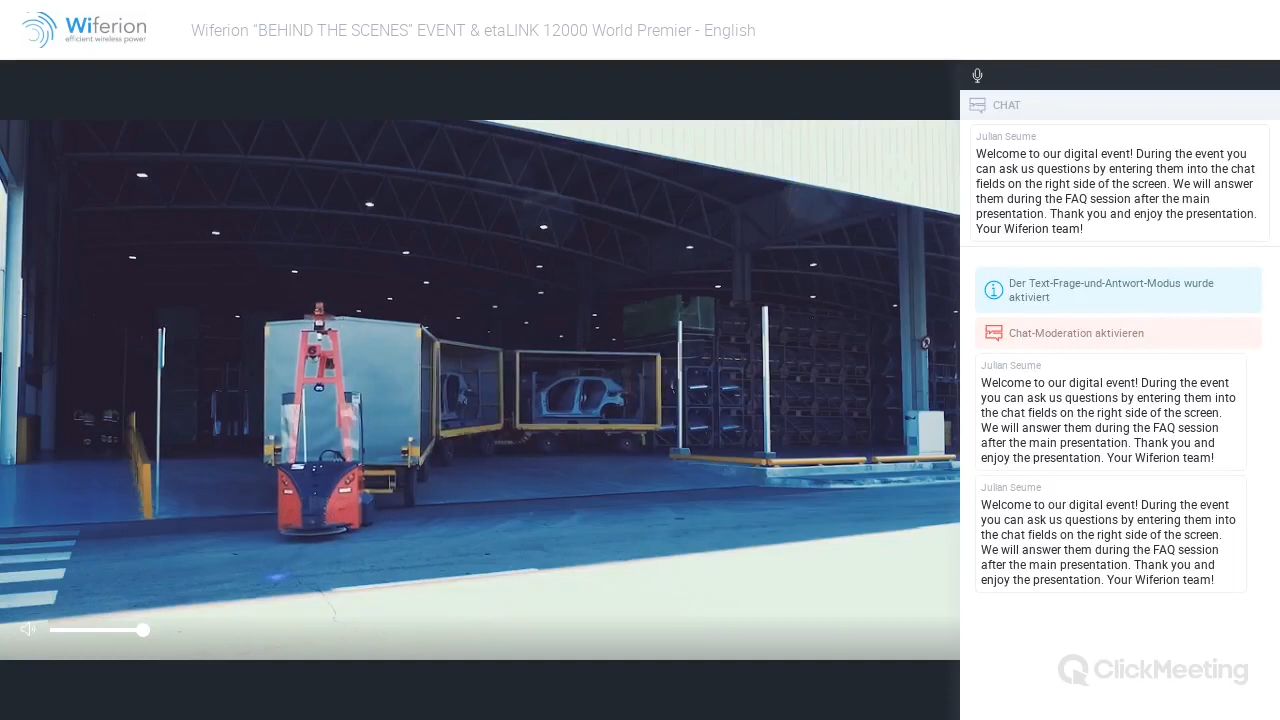 Wiferion
efficient wireless power
Wiferion “BEHIND THE SCENES” EVENT & etaLINK 12000 World Premier - English
CHAT
Julian Seume
Welcome to our digital event! During the event you
can ask us questions by entering them into the chat
fields on the right side of the screen. We will answer
them during the FAQ session after the main
presentation. Thank you and enjoy the presentation.
Your Wiferion team!
Der Text-Frage-und-Antwort-Modus wurde
aktiviert
Chat-Moderation aktivieren
Julian Seume
Welcome to our digital event! During the event
you can ask us questions by entering them into
the chat fields on the right side of the screen.
We will answer them during the FAQ session
after the main presentation. Thank you and
enjoy the presentation. Your Wiferion team!
Julian Seume
Welcome to our digital event! During the event
you can ask us questions by entering them into
the chat fields on the right side of the screen.
We will answer them during the FAQ session
after the main presentation. Thank you and
enjoy the presentation. Your Wiferion team!
ClickMeeting